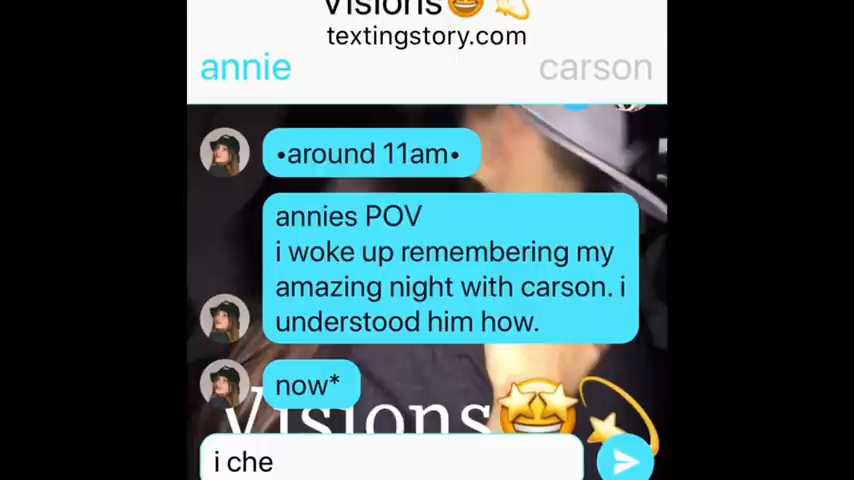 Visions🤩💫
textingstory.com
annie carson
•around 11am•
annies POV
i woke up remembering my
amazing night with carson. i
understood him how.
now*
Visions🤩💫
i che